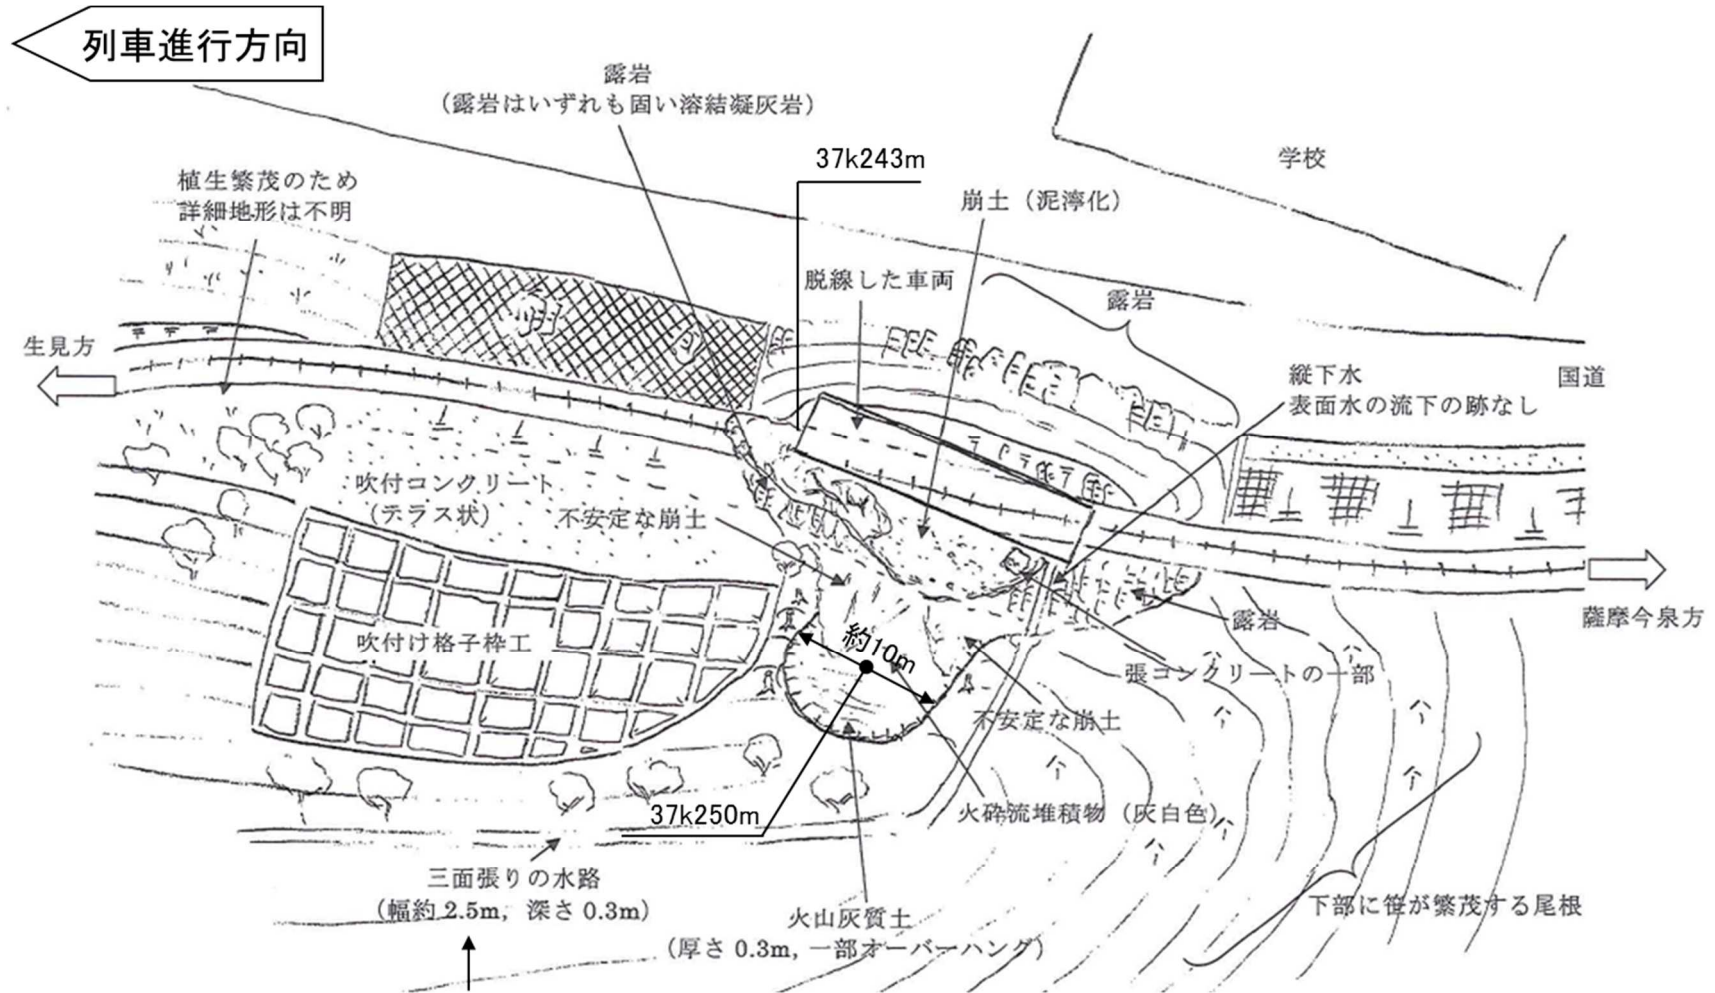 列車進行方向
露岩
（露岩はいずれも固い溶結凝灰岩）
37k243m
学校
植生繁茂のため
詳細地形は不明
崩土（泥濘化）
脱線した車両
露岩
生見方
縦下水
表面水の流下の跡なし
国道
吹付コンクリート
（テラス状）
不安定な崩土
露岩
薩摩今泉方
吹付け格子枠工
約10m
張コンクリートの一部
不安定な崩土
37k250m
火砕流堆積物（灰白色）
三面張りの水路
（幅約 2.5m，深さ 0.3m）
火山灰質土
（厚さ 0.3m，一部オーバーハング）
下部に笹が繁茂する尾根